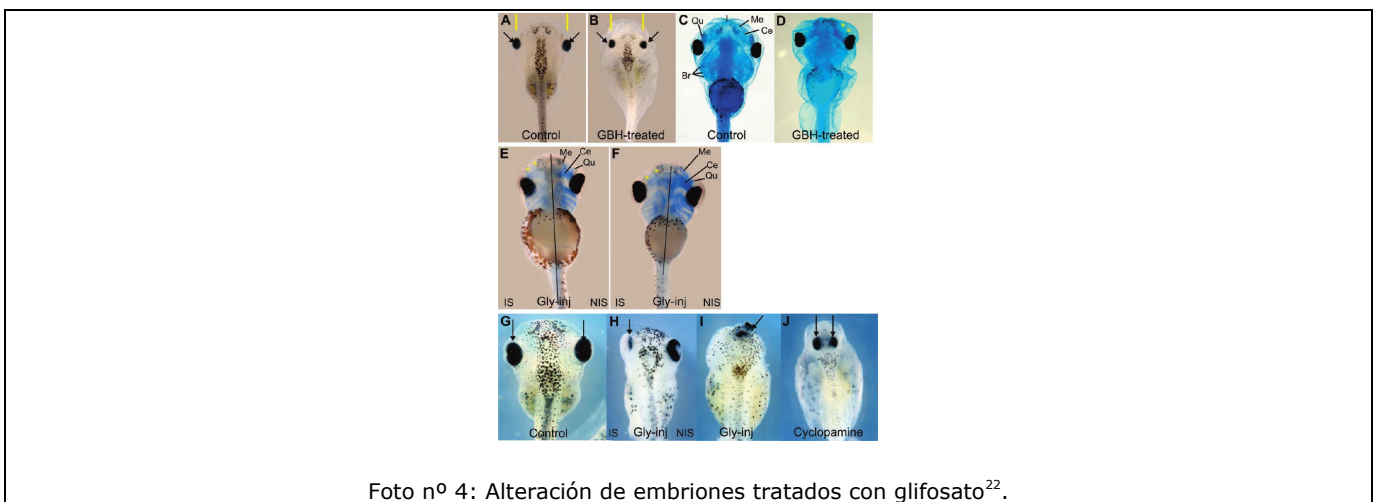 A B C Qu Me D
Ce
Br
Control GBH-treated Control GBH-treated
E Me Ce Qu F Me
Ce
Qu
IS Gly-inj NIS IS Gly-inj NIS
G H I J
Control IS Gly-inj NIS Gly-inj Cyclopamine
Foto nº 4: Alteración de embriones tratados con glifosato22.